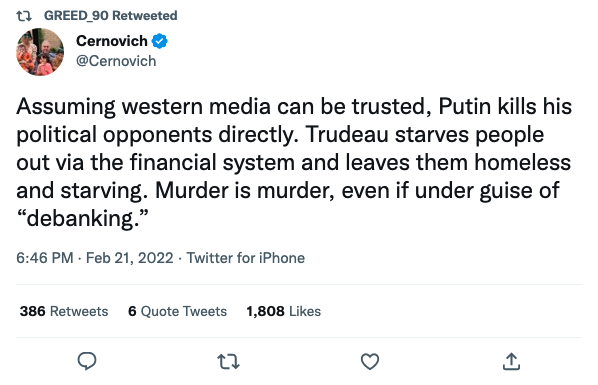 GREED_90 Retweeted
Cernovich
@Cernovich
Assuming western media can be trusted, Putin kills his
political opponents directly. Trudeau starves people
out via the financial system and leaves them homeless
and starving. Murder is murder, even if under guise of
“debanking.”
6:46 PM · Feb 21, 2022 · Twitter for iPhone
386 Retweets 6 Quote Tweets 1,808 Likes